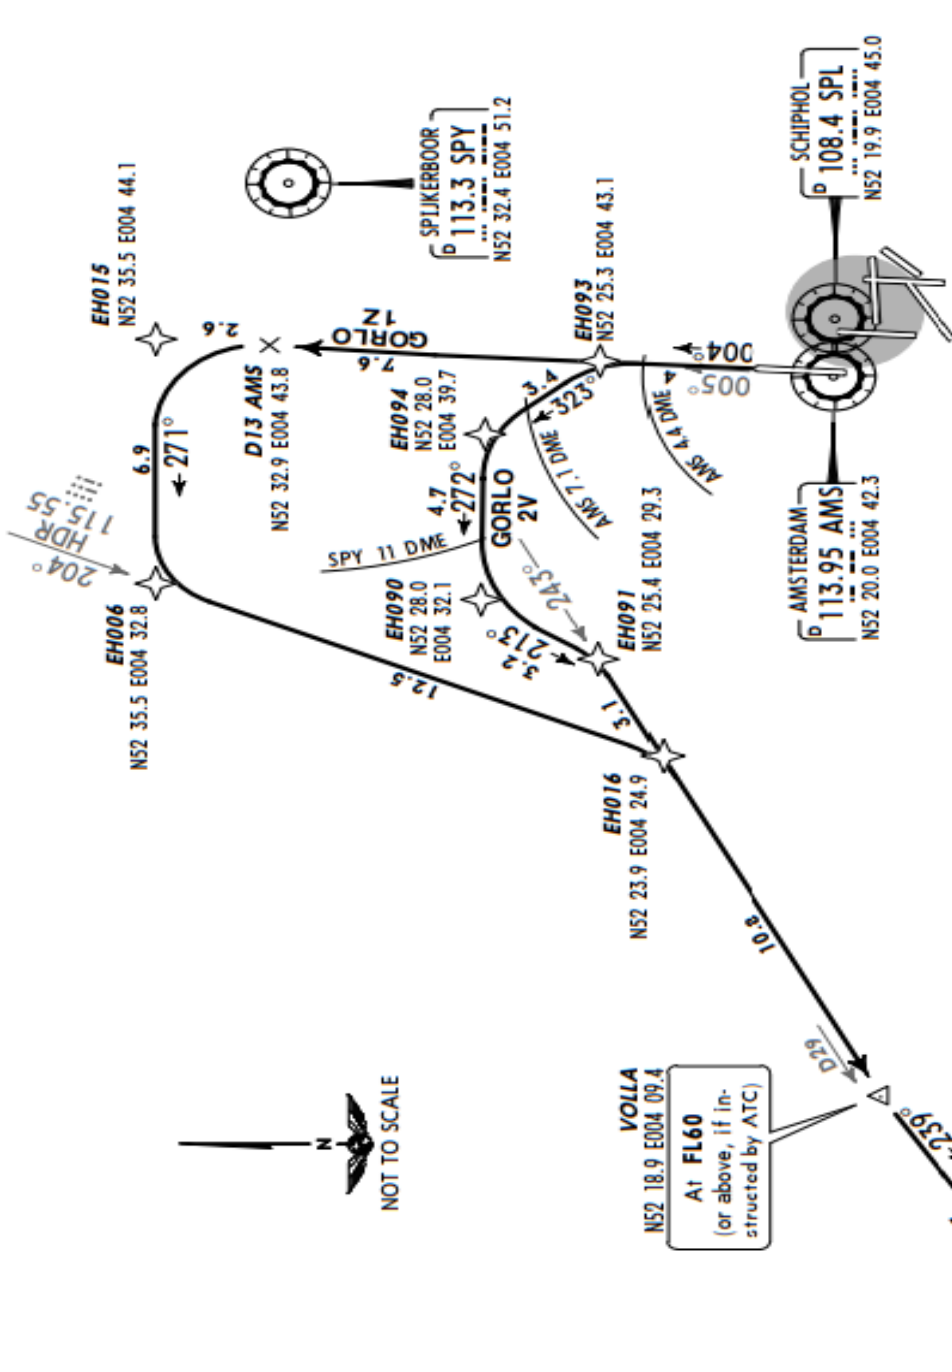 EH015
N52 35.5 E004 44.1
SPIJKERBOOR
D 113.3 SPY
N52 32.4 E004 51.2
SCHIPHOL
D 108.4 SPL
N52 19.9 E004 45.0
EH093
N52 25.3 E004 43.1
2.6
GORLO
1Z
7.6
D13 AMS
N52 32.9 E004 43.8
6.9
271°
HDR
115.55
204°
EH094
N52 28.0
E004 39.7
3.4
323°
004°
005°
AMS 4.4 DME
AMS 7.1 DME
4.7
272°
GORLO
2V
SPY 11 DME
EH006
N52 35.5 E004 32.8
EH090
N52 28.0
E004 32.1
243°
3.2
213°
EH091
N52 25.4 E004 29.3
AMSTERDAM
D 113.95 AMS
N52 20.0 E004 42.3
12.5
3.1
EH016
N52 23.9 E004 24.9
10.8
D29
N
NOT TO SCALE
VOLLA
N52 18.9 E004 09.4
At FL60
(or above, if in-
structed by ATC)
239°